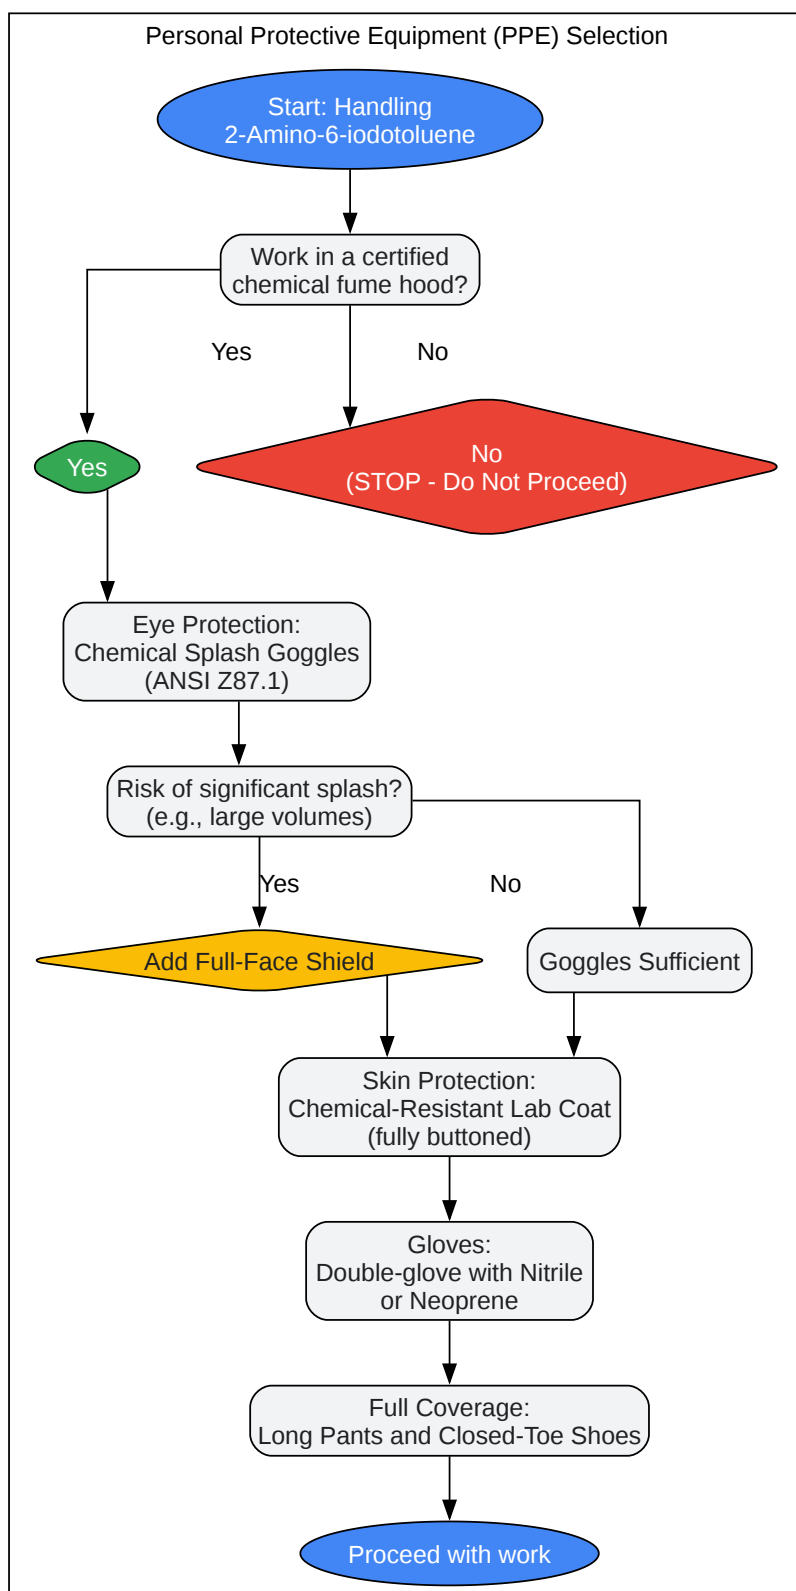 Personal Protective Equipment (PPE) Selection
Start: Handling
2-Amino-6-iodotoluene
Work in a certified
chemical fume hood?
Yes
No
Yes
No
(STOP - Do Not Proceed)
Eye Protection:
Chemical Splash Goggles
(ANSI Z87.1)
Risk of significant splash?
(e.g., large volumes)
Yes
No
Add Full-Face Shield
Goggles Sufficient
Skin Protection:
Chemical-Resistant Lab Coat
(fully buttoned)
Gloves:
Double-glove with Nitrile
or Neoprene
Full Coverage:
Long Pants and Closed-Toe Shoes
Proceed with work